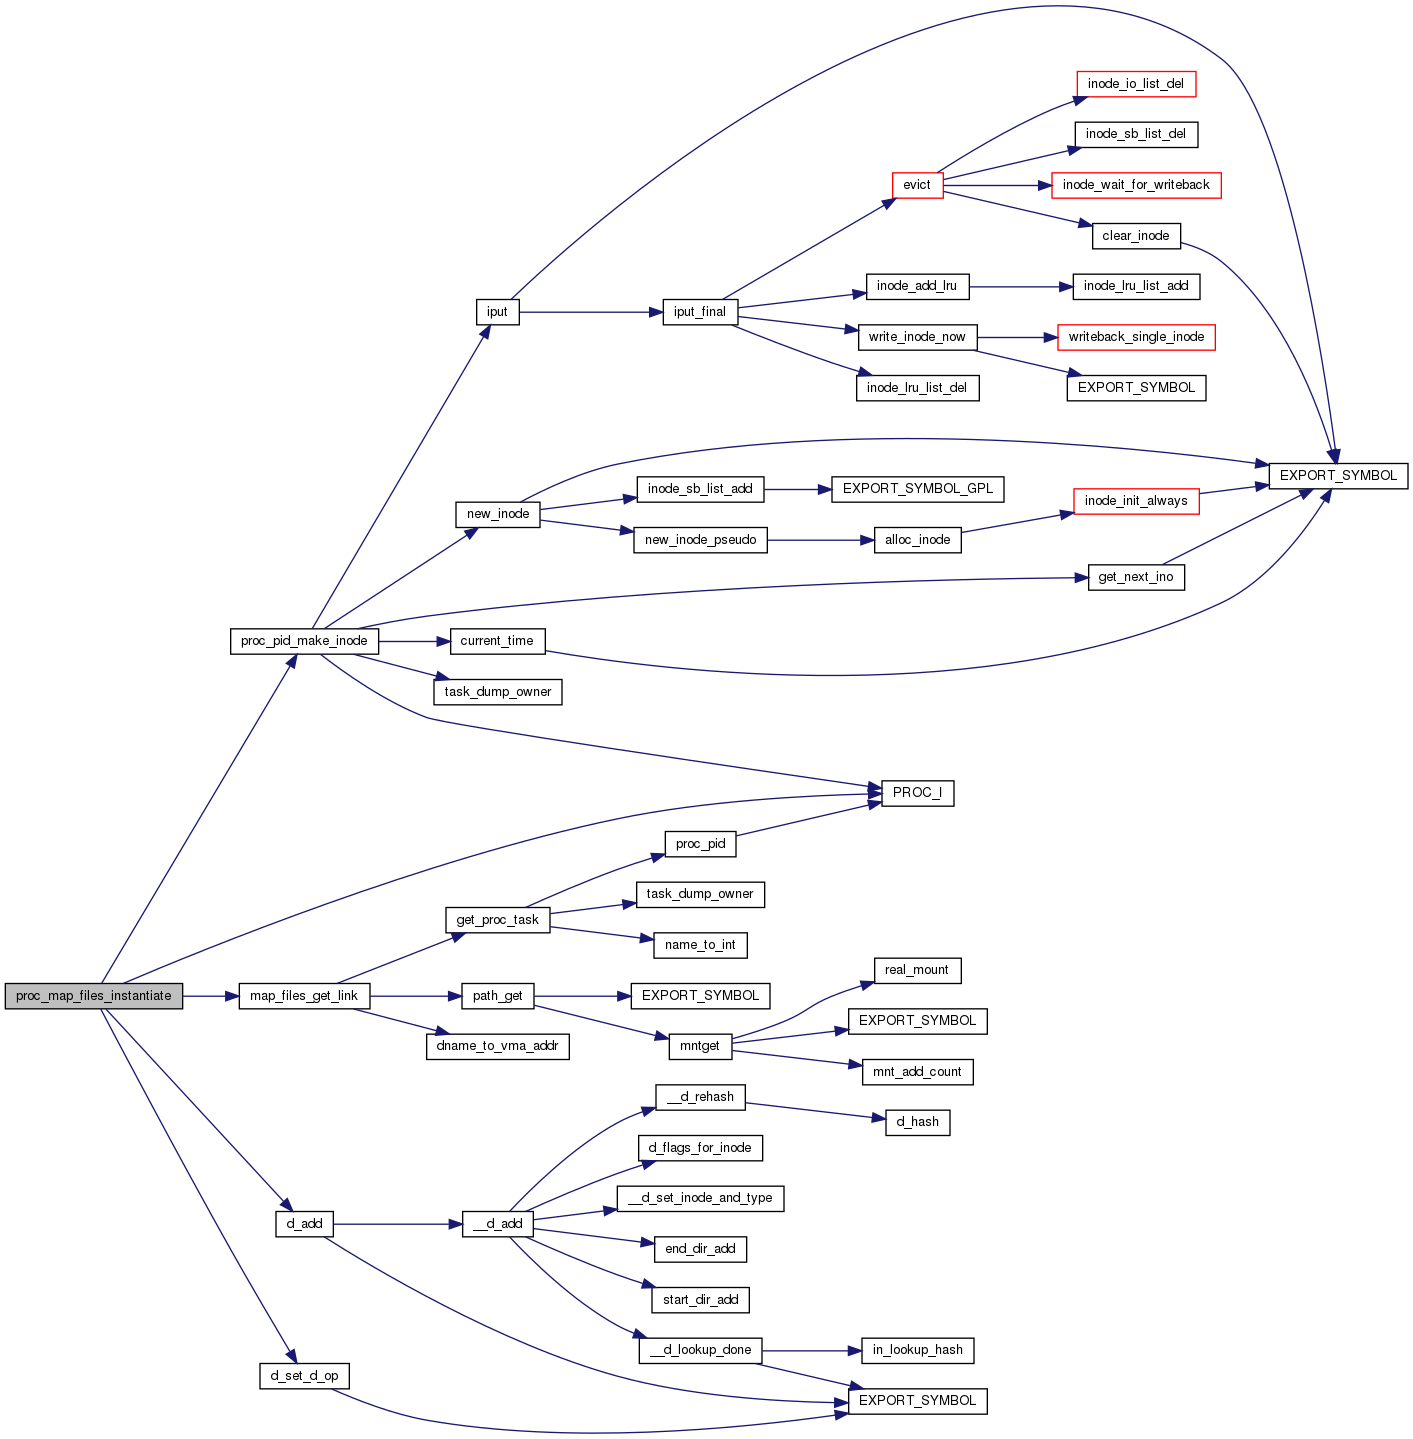 inode_io_list_del
inode_sb_list_del
evict
inode_wait_for_writeback
clear_inode
inode_add_lru
inode_lru_list_add
iput
iput_final
write_inode_now
writeback_single_inode
inode_lru_list_del
EXPORT_SYMBOL
EXPORT_SYMBOL
inode_sb_list_add
EXPORT_SYMBOL_GPL
inode_init_always
new_inode
new_inode_pseudo
alloc_inode
get_next_ino
proc_pid_make_inode
current_time
task_dump_owner
PROC_I
proc_pid
task_dump_owner
get_proc_task
name_to_int
real_mount
proc_map_files_instantiate
map_files_get_link
path_get
EXPORT_SYMBOL
EXPORT_SYMBOL
dname_to_vma_addr
mntget
mnt_add_count
__d_rehash
d_hash
d_flags_for_inode
__d_set_inode_and_type
d_add
__d_add
end_dir_add
start_dir_add
__d_lookup_done
in_lookup_hash
d_set_d_op
EXPORT_SYMBOL